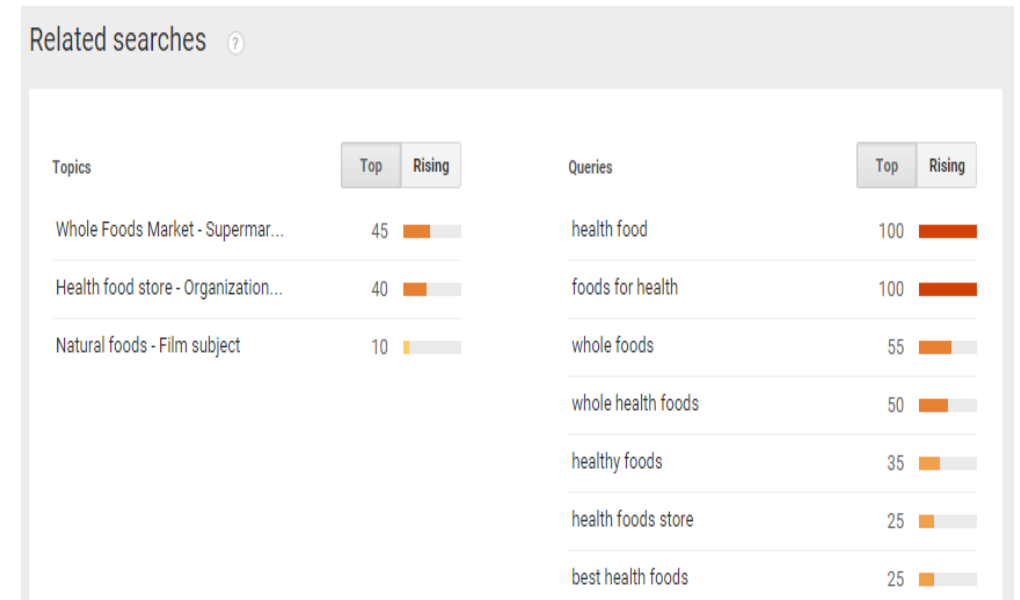 Related searches ?
Topics Top Rising
Whole Foods Market - Supermar... 45
Health food store - Organization... 40
Natural foods - Film subject 10
Queries Top Rising
health food 100
foods for health 100
whole foods 55
whole health foods 50
healthy foods 35
health foods store 25
best health foods 25